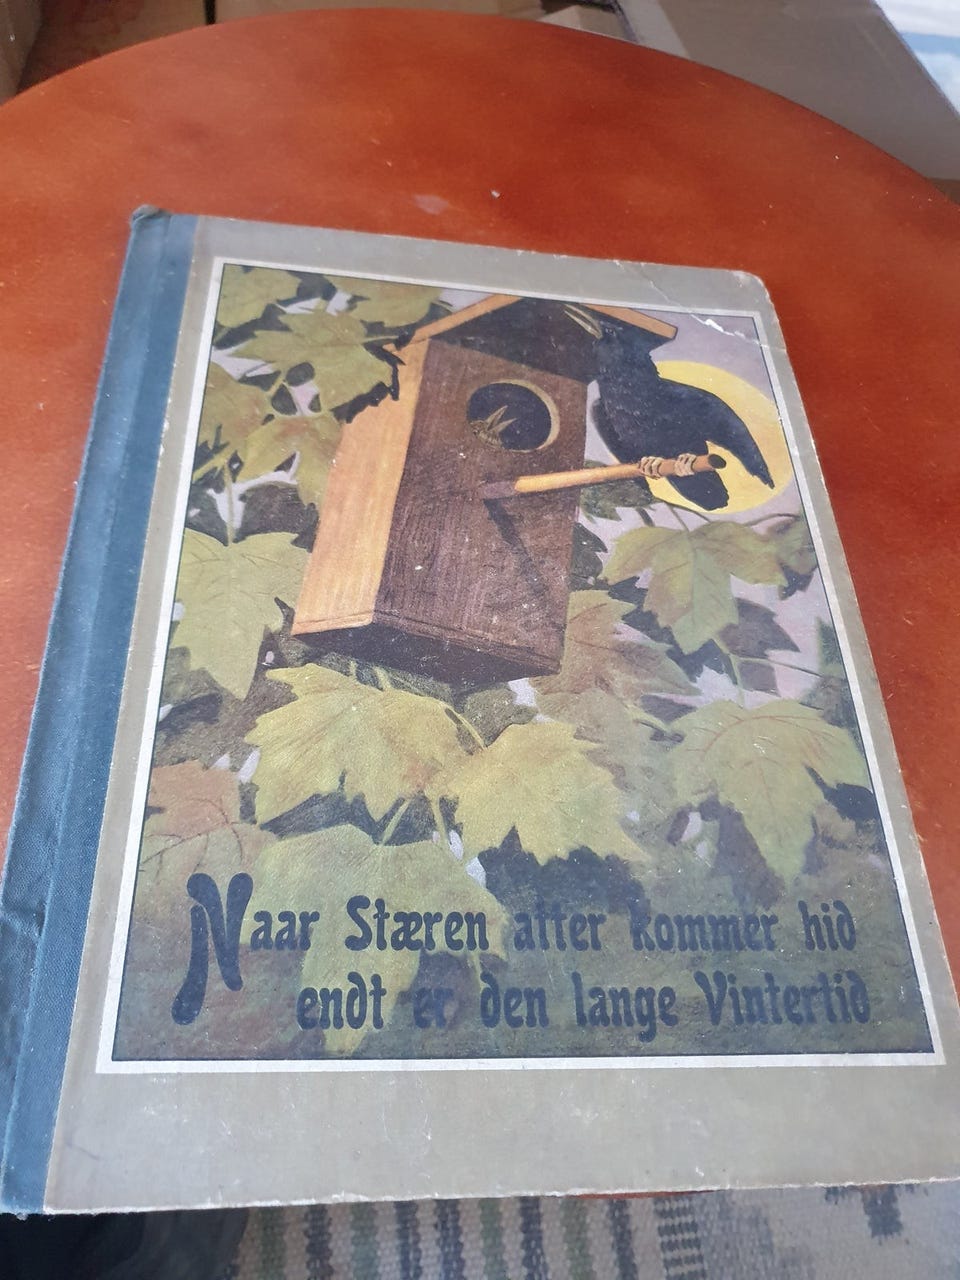 Naar Stæren atter kommer hid
endt er den lange Vintertid